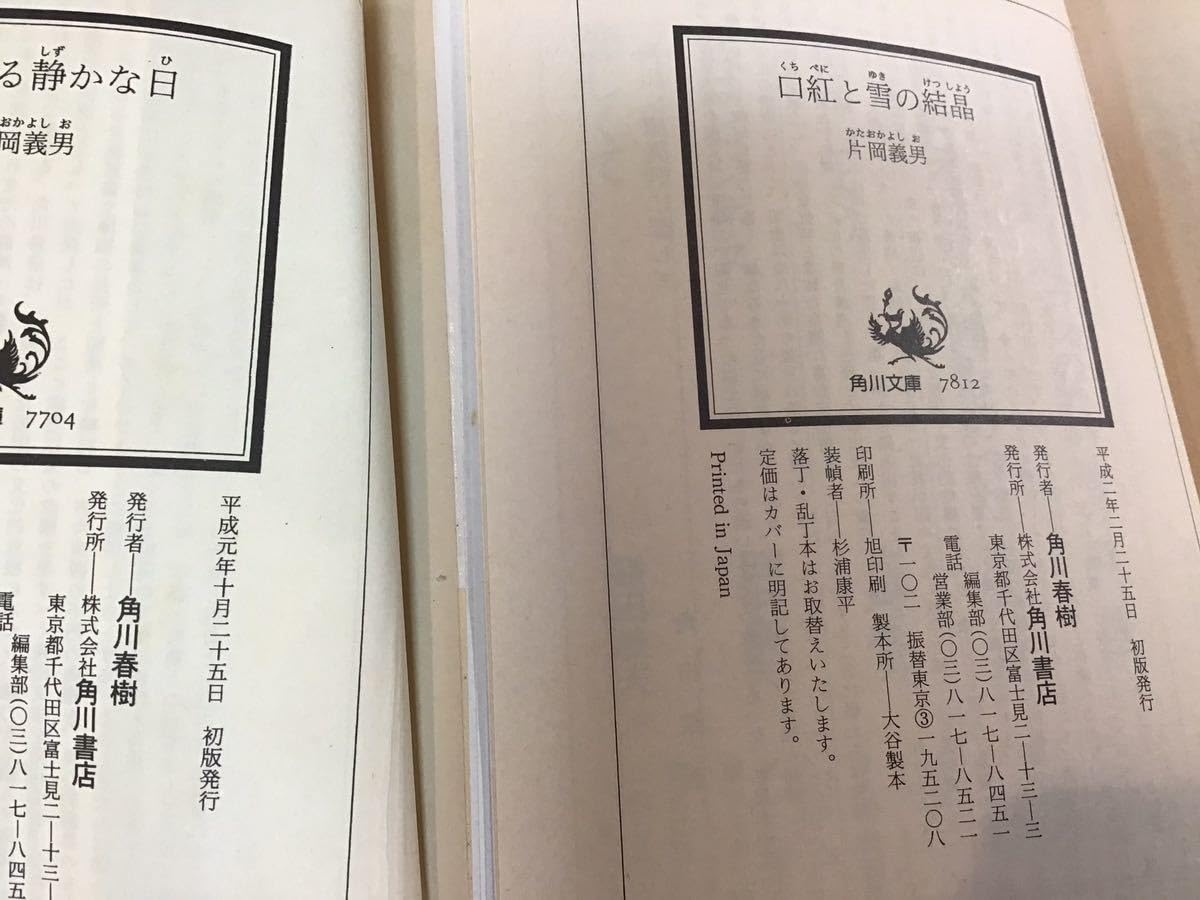 しず
ひ
る静かな日
おかよし お
岡義男
7704
平成元年十月二十五日 初版発行
発行者――角川春樹
発行所――株式会社角川書店
東京都千代田区富士見二―十三―
編集部(〇三)八一七―八四五
電話
くち べに
ゆき
けつ しよう
口紅と雪の結晶
かたおかよし お
片岡義男
角川文庫 7812
平成二年二月二十五日 初版発行
発行者――角川春樹
発行所――株式会社角川書店
東京都千代田区富士見二―十三―三
編集部(〇三)八一七―八四五一
電話
営業部(〇三)八一七―八五二一
〒一〇二 振替東京③一九五二〇八
印刷所――旭印刷 製本所――大谷製本
装幀者――杉浦康平
落丁・乱丁本はお取替えいたします。
定価はカバーに明記してあります。
Printed in Japan